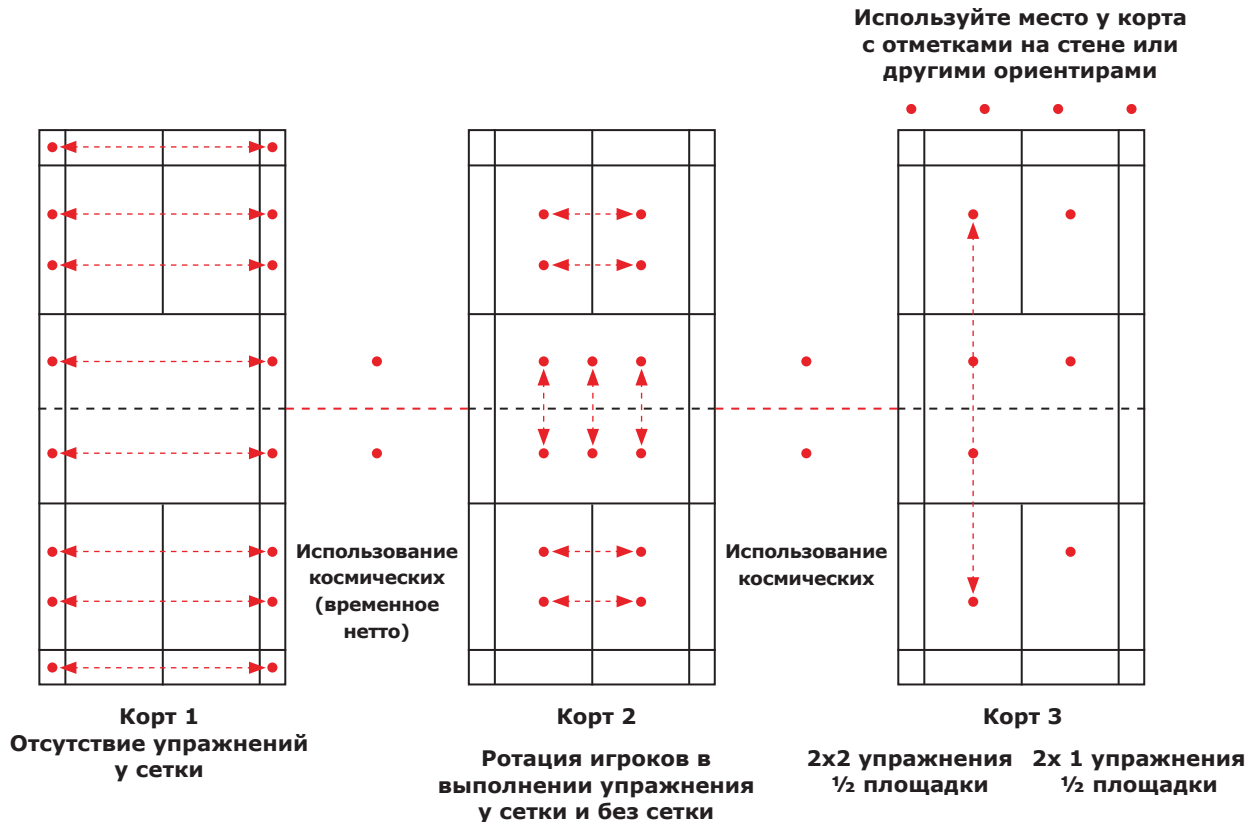 Используйте место у корта
с отметками на стене или
другими ориентирами
Использование
космических
(временное
нетто)
Использование
космических
Корт 1
Отсутствие упражнений
у сетки
Корт 2
Ротация игроков в
выполнении упражнения
у сетки и без сетки
Корт 3
2x2 упражнения
½ площадки
2x 1 упражнения
½ площадки